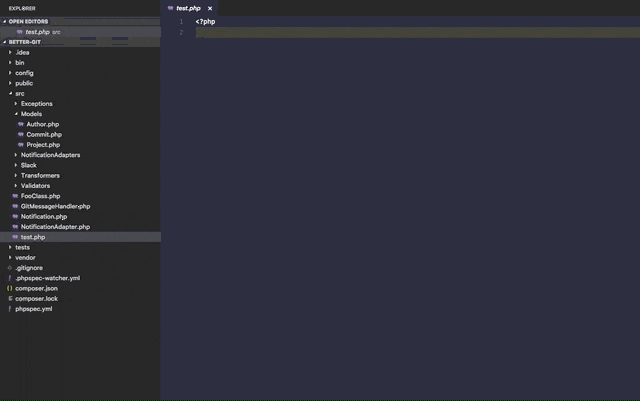 EXPLORER
OPEN EDITORS
test.php src
BETTER-GIT
.idea
bin
config
public
src
Exceptions
Models
Author.php
Commit.php
Project.php
NotificationAdapters
Slack
Transformers
Validators
FooClass.php
GitMessageHandler.php
Notification.php
NotificationAdapter.php
test.php
tests
vendor
.gitignore
.phpspec-watcher.yml
composer.json
composer.lock
phpspec.yml
test.php
1 <?php
2